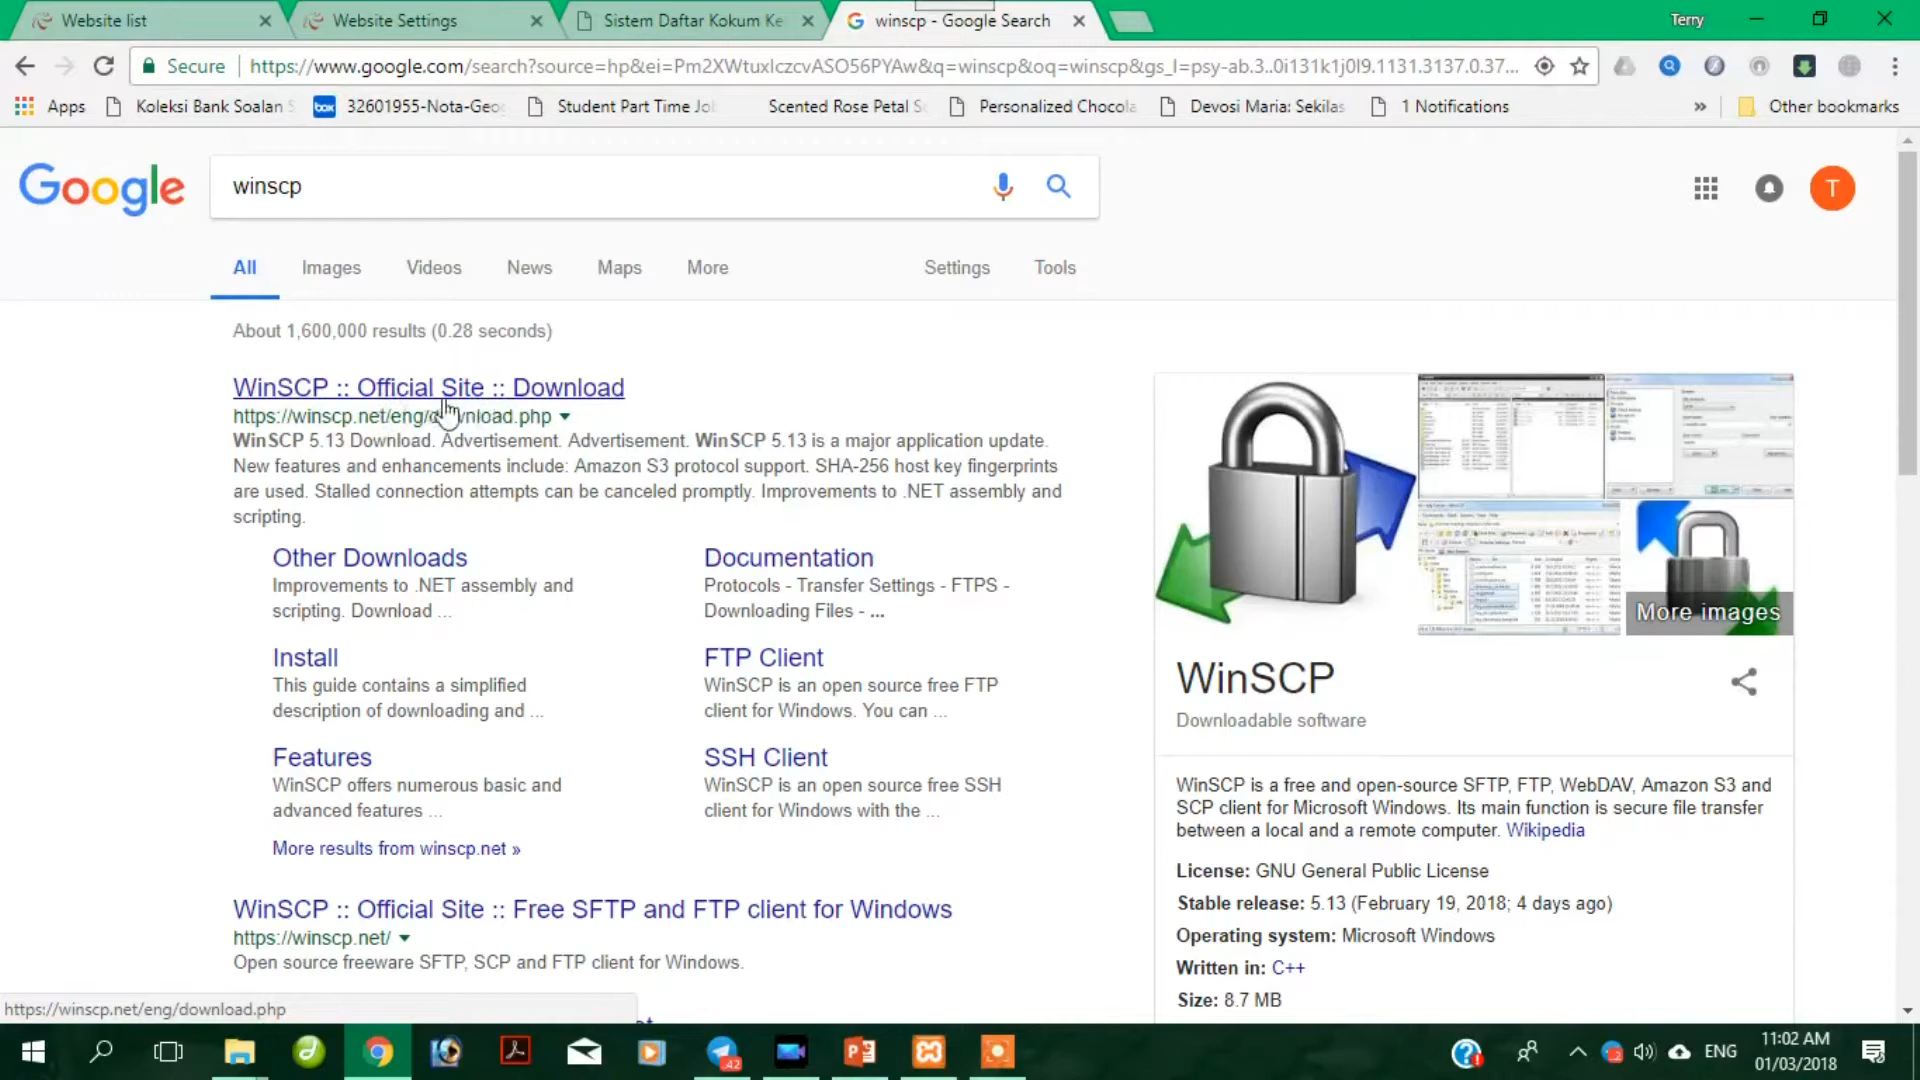 Website list
Website Settings
Sistem Daftar Kokum Ke
winscp - Google Search
Terry
Secure
https://www.google.com/search?source=hp&ei=Pm2XWtuxIczcvASO56PYAw&q=winscp&oq=winscp&gs_l=psy-ab.3..0i131k1j0l9.1131.3137.0.37...
Apps
Koleksi Bank Soalan S
box
32601955-Nota-Geog
Student Part Time Jo
Scented Rose Petal S
Personalized Chocola
Devosi Maria: Sekilas
1 Notifications
»
Other bookmarks
Google
winscp
T
All
Images
Videos
News
Maps
More
Settings
Tools
About 1,600,000 results (0.28 seconds)
WinSCP :: Official Site :: Download
https://winscp.net/eng/download.php
WinSCP 5.13 Download. Advertisement. Advertisement. WinSCP 5.13 is a major application update.
New features and enhancements include: Amazon S3 protocol support. SHA-256 host key fingerprints
are used. Stalled connection attempts can be canceled promptly. Improvements to .NET assembly and
scripting.
Other Downloads
Improvements to .NET assembly and
scripting. Download ...
Documentation
Protocols - Transfer Settings - FTPS -
Downloading Files - ...
Install
This guide contains a simplified
description of downloading and ...
FTP Client
WinSCP is an open source free FTP
client for Windows. You can ...
Features
WinSCP offers numerous basic and
advanced features ...
SSH Client
WinSCP is an open source free SSH
client for Windows with the ...
More results from winscp.net »
WinSCP :: Official Site :: Free SFTP and FTP client for Windows
https://winscp.net/
Open source freeware SFTP, SCP and FTP client for Windows.
More images
WinSCP
Downloadable software
WinSCP is a free and open-source SFTP, FTP, WebDAV, Amazon S3 and
SCP client for Microsoft Windows. Its main function is secure file transfer
between a local and a remote computer. Wikipedia
License: GNU General Public License
Stable release: 5.13 (February 19, 2018; 4 days ago)
Operating system: Microsoft Windows
Written in: C++
Size: 8.7 MB
https://winscp.net/eng/download.php
42
ENG
11:02 AM
01/03/2018